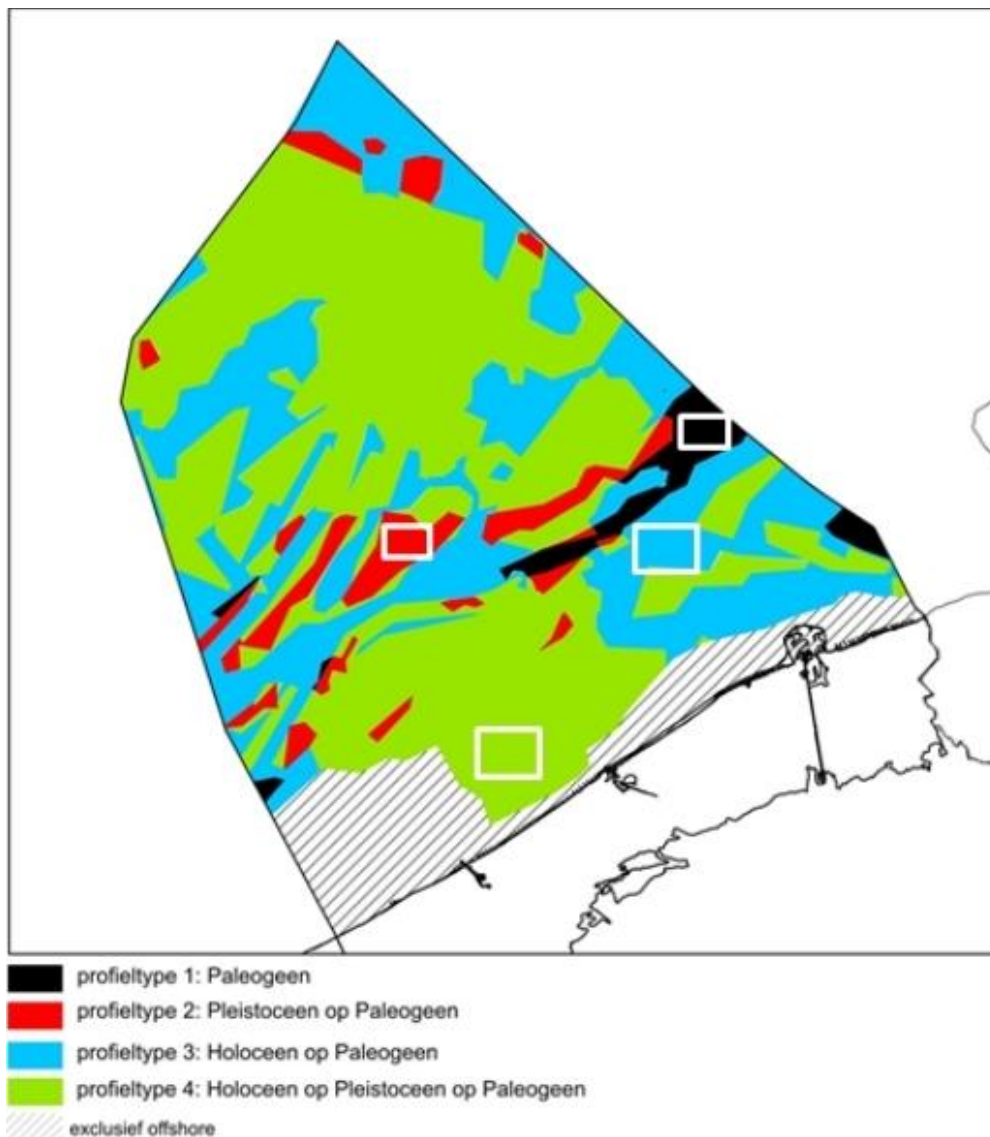 profieltype 1: Paleogeen
profieltype 2: Pleistoceen op Paleogeen
profieltype 3: Holoceen op Paleogeen
profieltype 4: Holoceen op Pleistoceen op Paleogeen
exclusief offshore